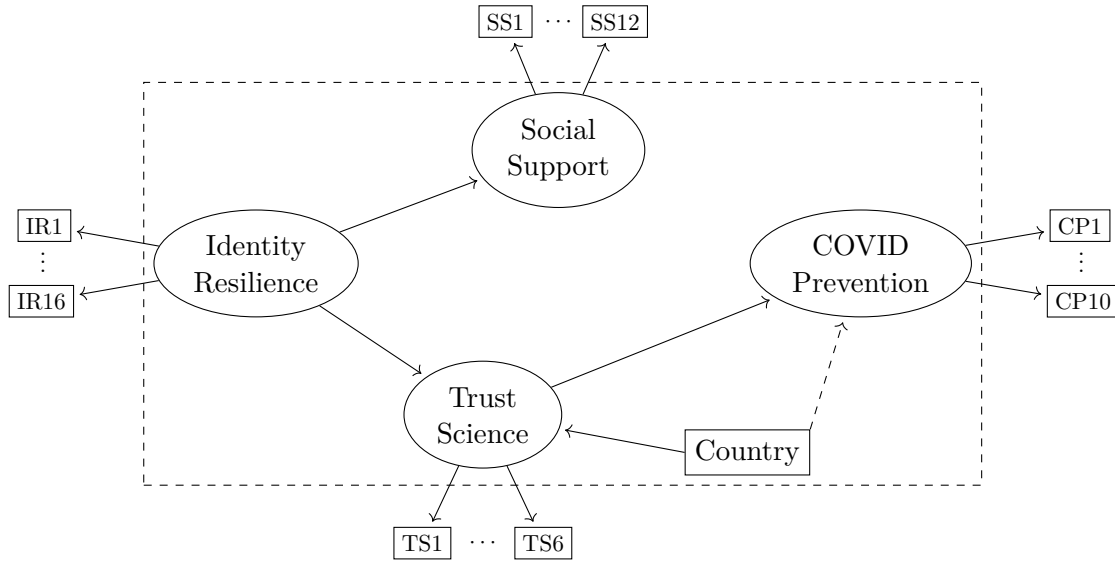 SS1 ⋯ SS12
Social
Support
IR1
⋮
IR16
Identity
Resilience
COVID
Prevention
CP1
⋮
CP10
Trust
Science
Country
TS1 ⋯ TS6